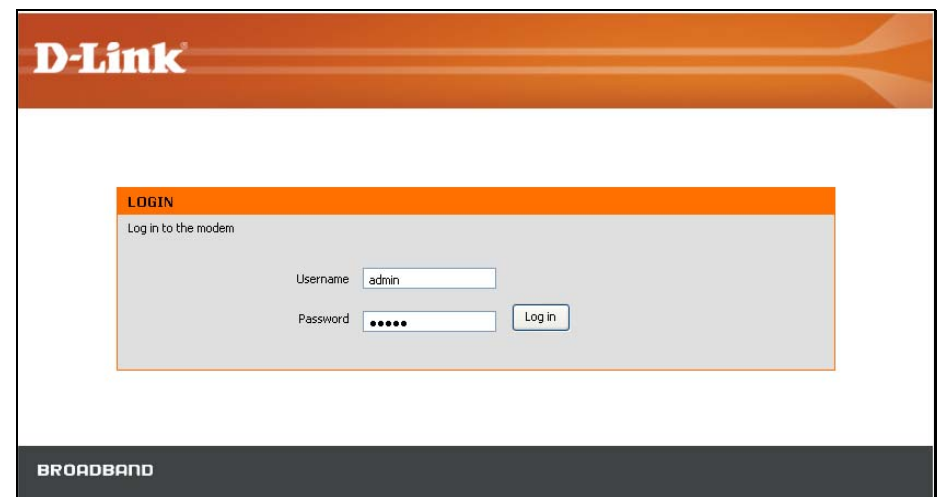 D-Link
LOGIN
Log in to the modem
Username admin
Password ●●●●● Log in
BROADBAND